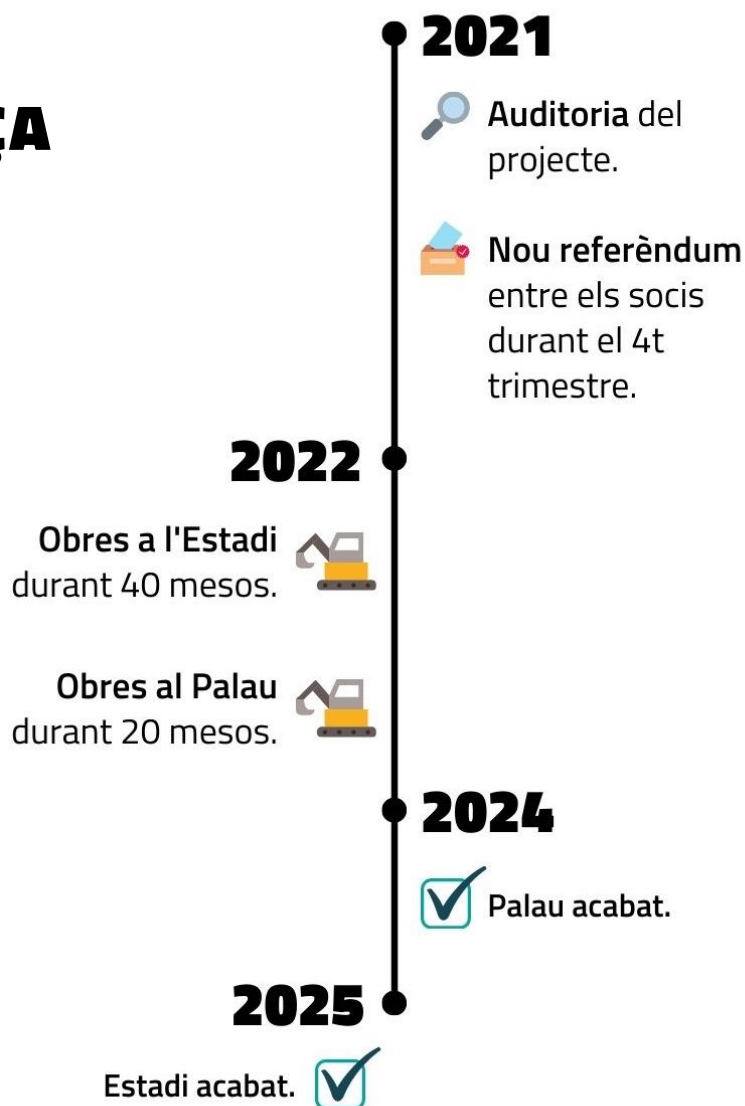 2021
Auditoria del
projecte.
Nou referèndum
entre els socis
durant el 4t
trimestre.
2022
Obres a l'Estadi
durant 40 mesos.
Obres al Palau
durant 20 mesos.
2024
Palau acabat.
2025
Estadi acabat.